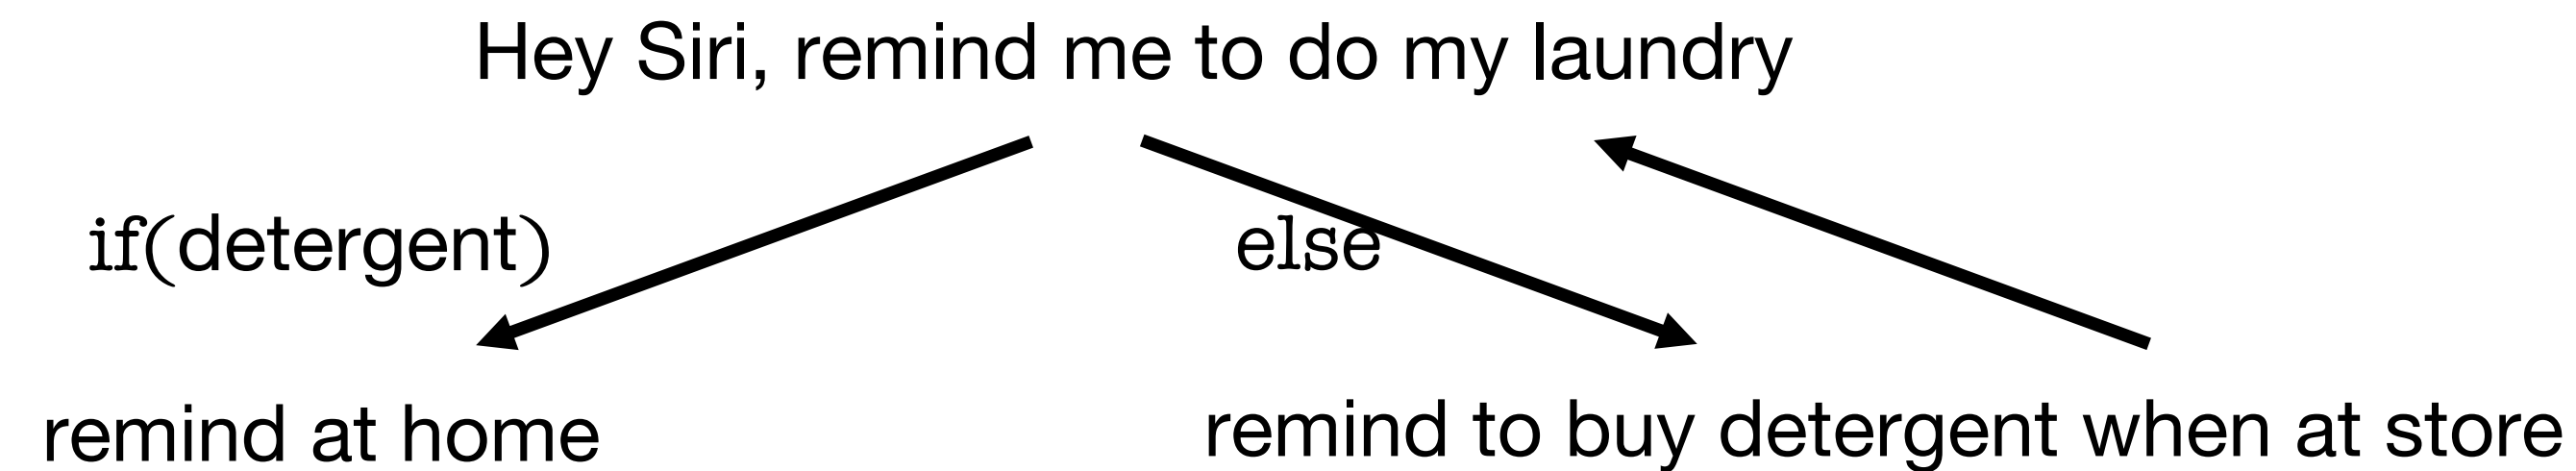 Hey Siri, remind me to do my laundry
if(detergent)
else
remind at home
remind to buy detergent when at store